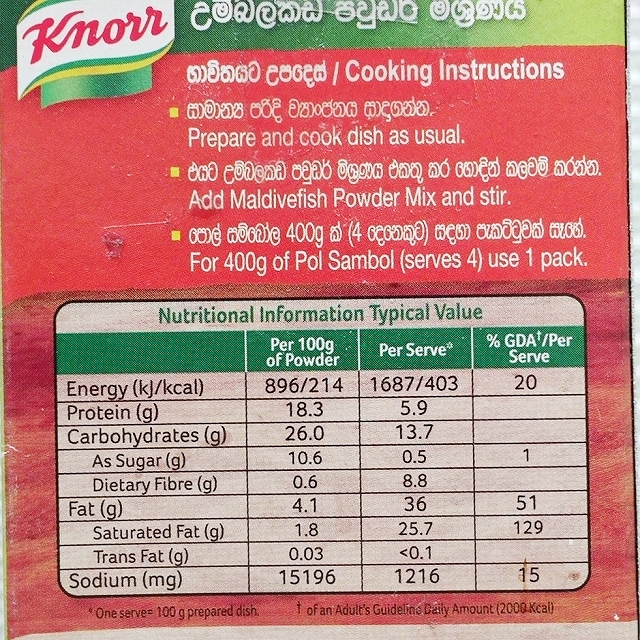 Knorr
උම්බලකඩ පවුඩර් මිශ්‍රණය
භාවිතයට උපදෙස් / Cooking Instructions
සාමාන්‍ය පරිදි ව්‍යාංජනය සාදාගන්න.
Prepare and cook dish as usual.
එයට උම්බලකඩ පවුඩර් මිශ්‍රණය එකතු කර හොඳින් කලවම් කරන්න.
Add Maldivefish Powder Mix and stir.
පොල් සම්බෝල 400g ක් (4 දෙනෙකුට) සඳහා පැකට්ටුවක් සෑහේ.
For 400g of Pol Sambol (serves 4) use 1 pack.
Nutritional Information Typical Value
Per 100g of Powder Per Serve* % GDA†/Per Serve
Energy (kJ/kcal) 896/214 1687/403 20
Protein (g) 18.3 5.9
Carbohydrates (g) 26.0 13.7
As Sugar (g) 10.6 0.5 1
Dietary Fibre (g) 0.6 8.8
Fat (g) 4.1 36 51
Saturated Fat (g) 1.8 25.7 129
Trans Fat (g) 0.03 <0.1
Sodium (mg) 15196 1216 15
* One serve= 100 g prepared dish. † of an Adult's Guideline Daily Amount (2000 Kcal)